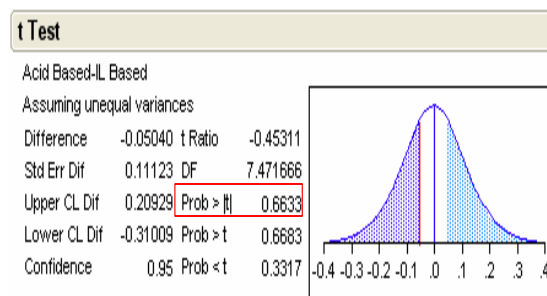 t Test
Acid Based-IL Based
Assuming unequal variances
Difference -0.05040 t Ratio -0.45311
Std Err Dif 0.11123 DF 7.471666
Upper CL Dif 0.20929 Prob > |t| 0.6633
Lower CL Dif -0.31009 Prob > t 0.6683
Confidence 0.95 Prob < t 0.3317
-0.4 -0.3 -0.2 -0.1 .0 .1 .2 .3 .4